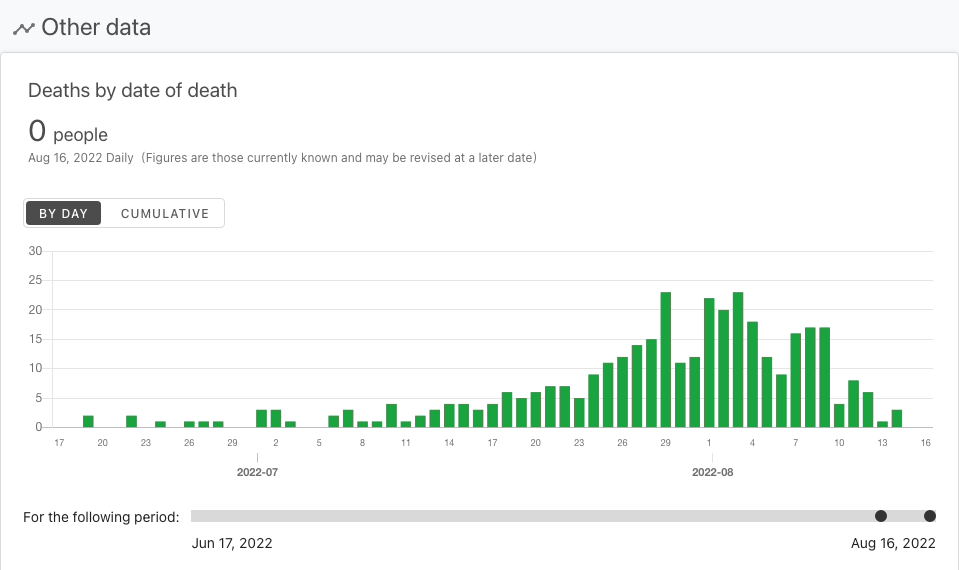 Other data
Deaths by date of death
0 people
Aug 16, 2022 Daily (Figures are those currently known and may be revised at a later date)
BY DAY CUMULATIVE
30
25
20
15
10
5
0
17 20 23 26 29 2 5 8 11 14 17 20 23 26 29 1 4 7 10 13 16
2022-07 2022-08
For the following period:
Jun 17, 2022 Aug 16, 2022